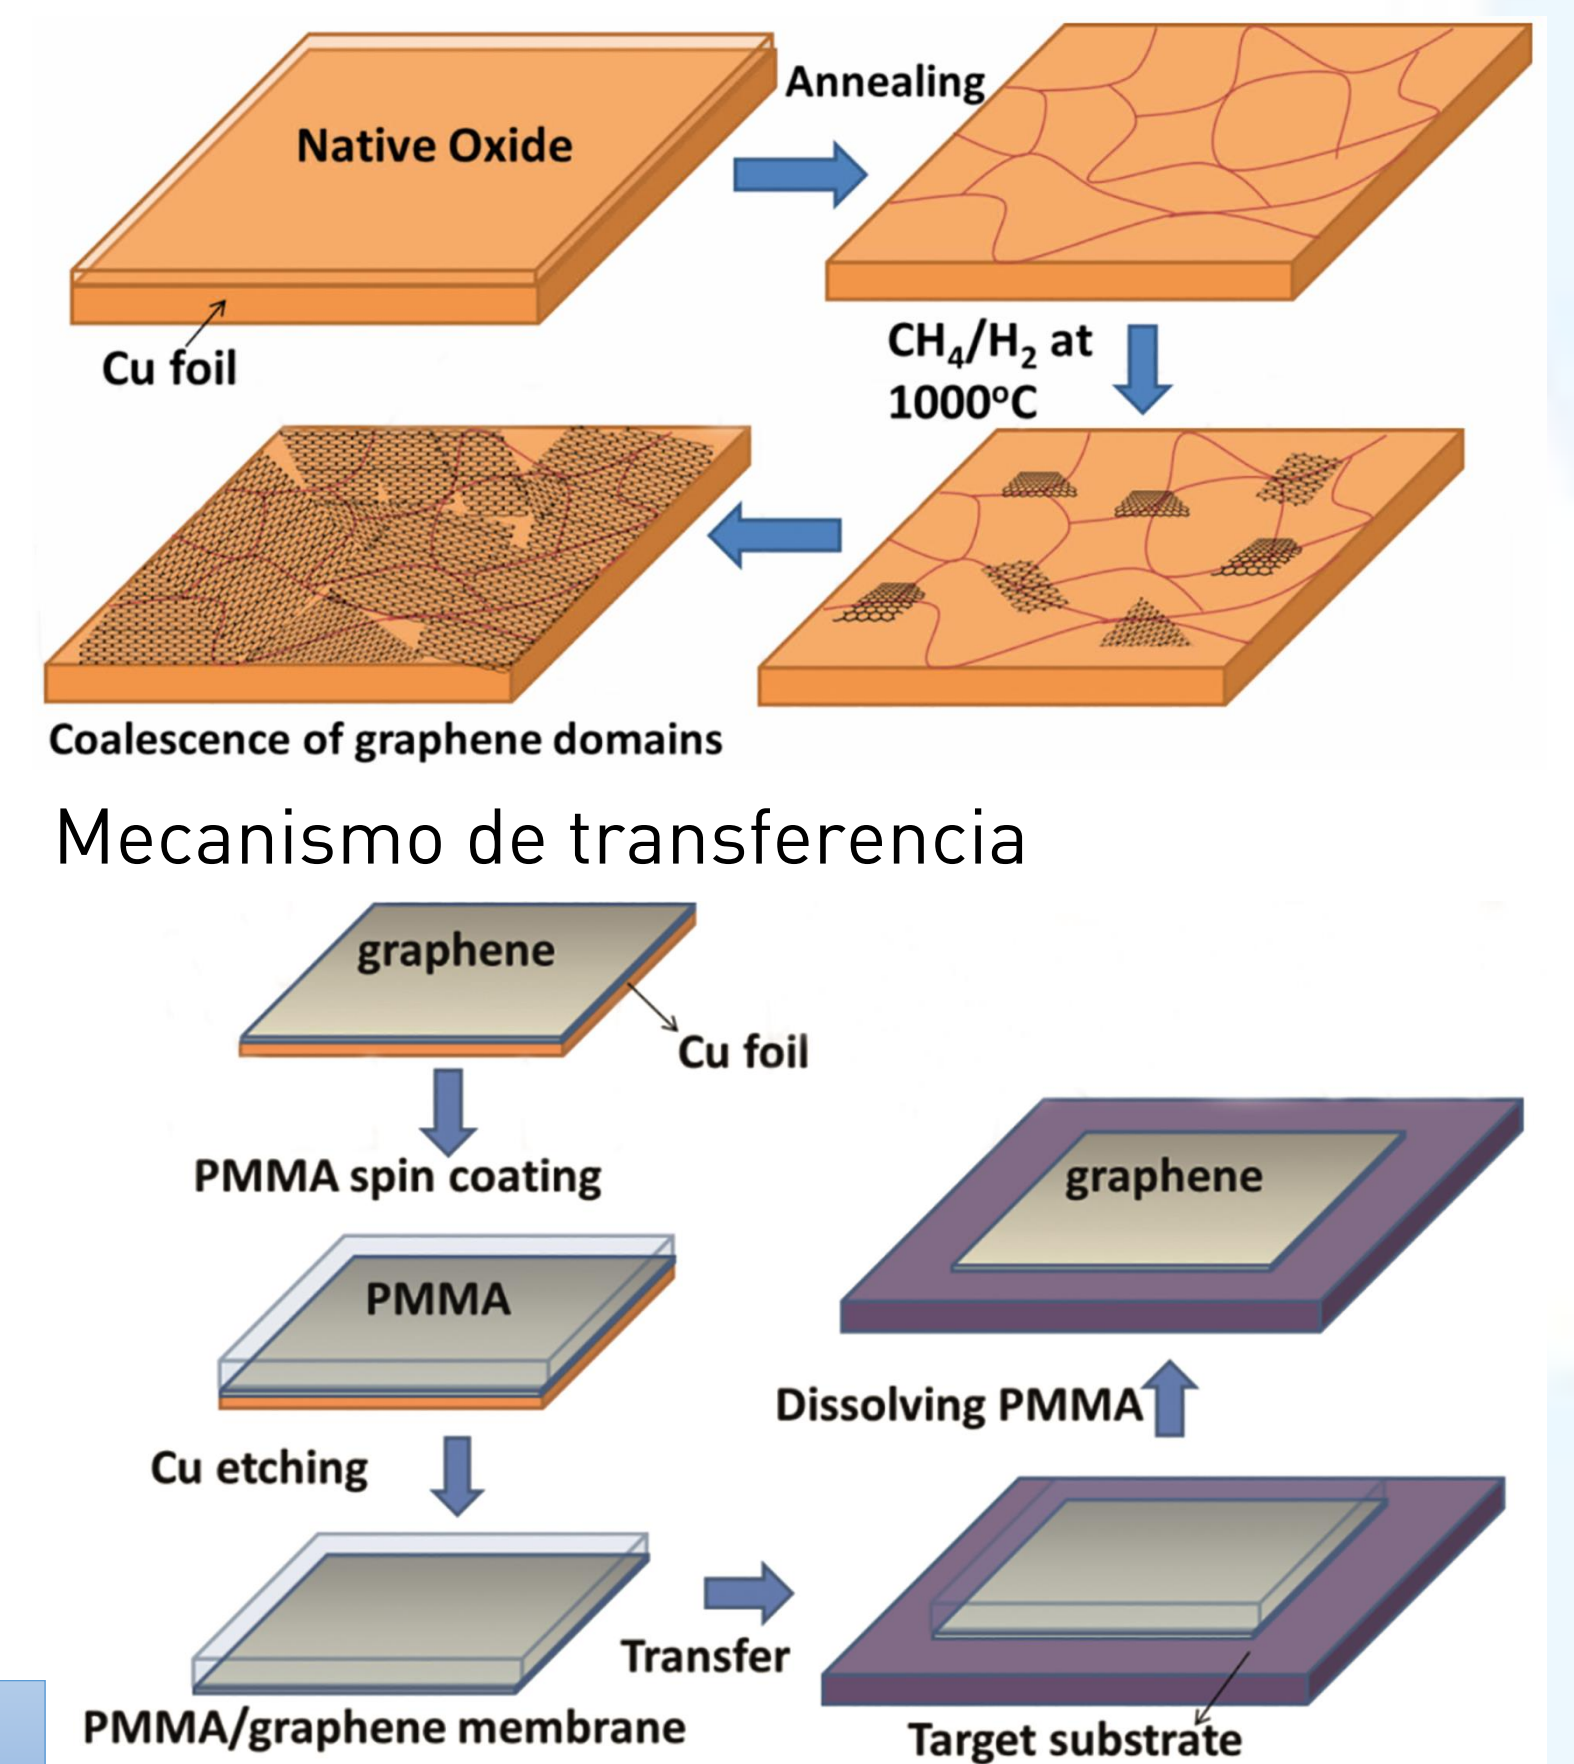 Native Oxide
Annealing
Cu foil
CH₄/H₂ at
1000°C
Coalescence of graphene domains
Mecanismo de transferencia
graphene
Cu foil
PMMA spin coating
PMMA
Cu etching
PMMA/graphene membrane
Transfer
Target substrate
Dissolving PMMA
graphene